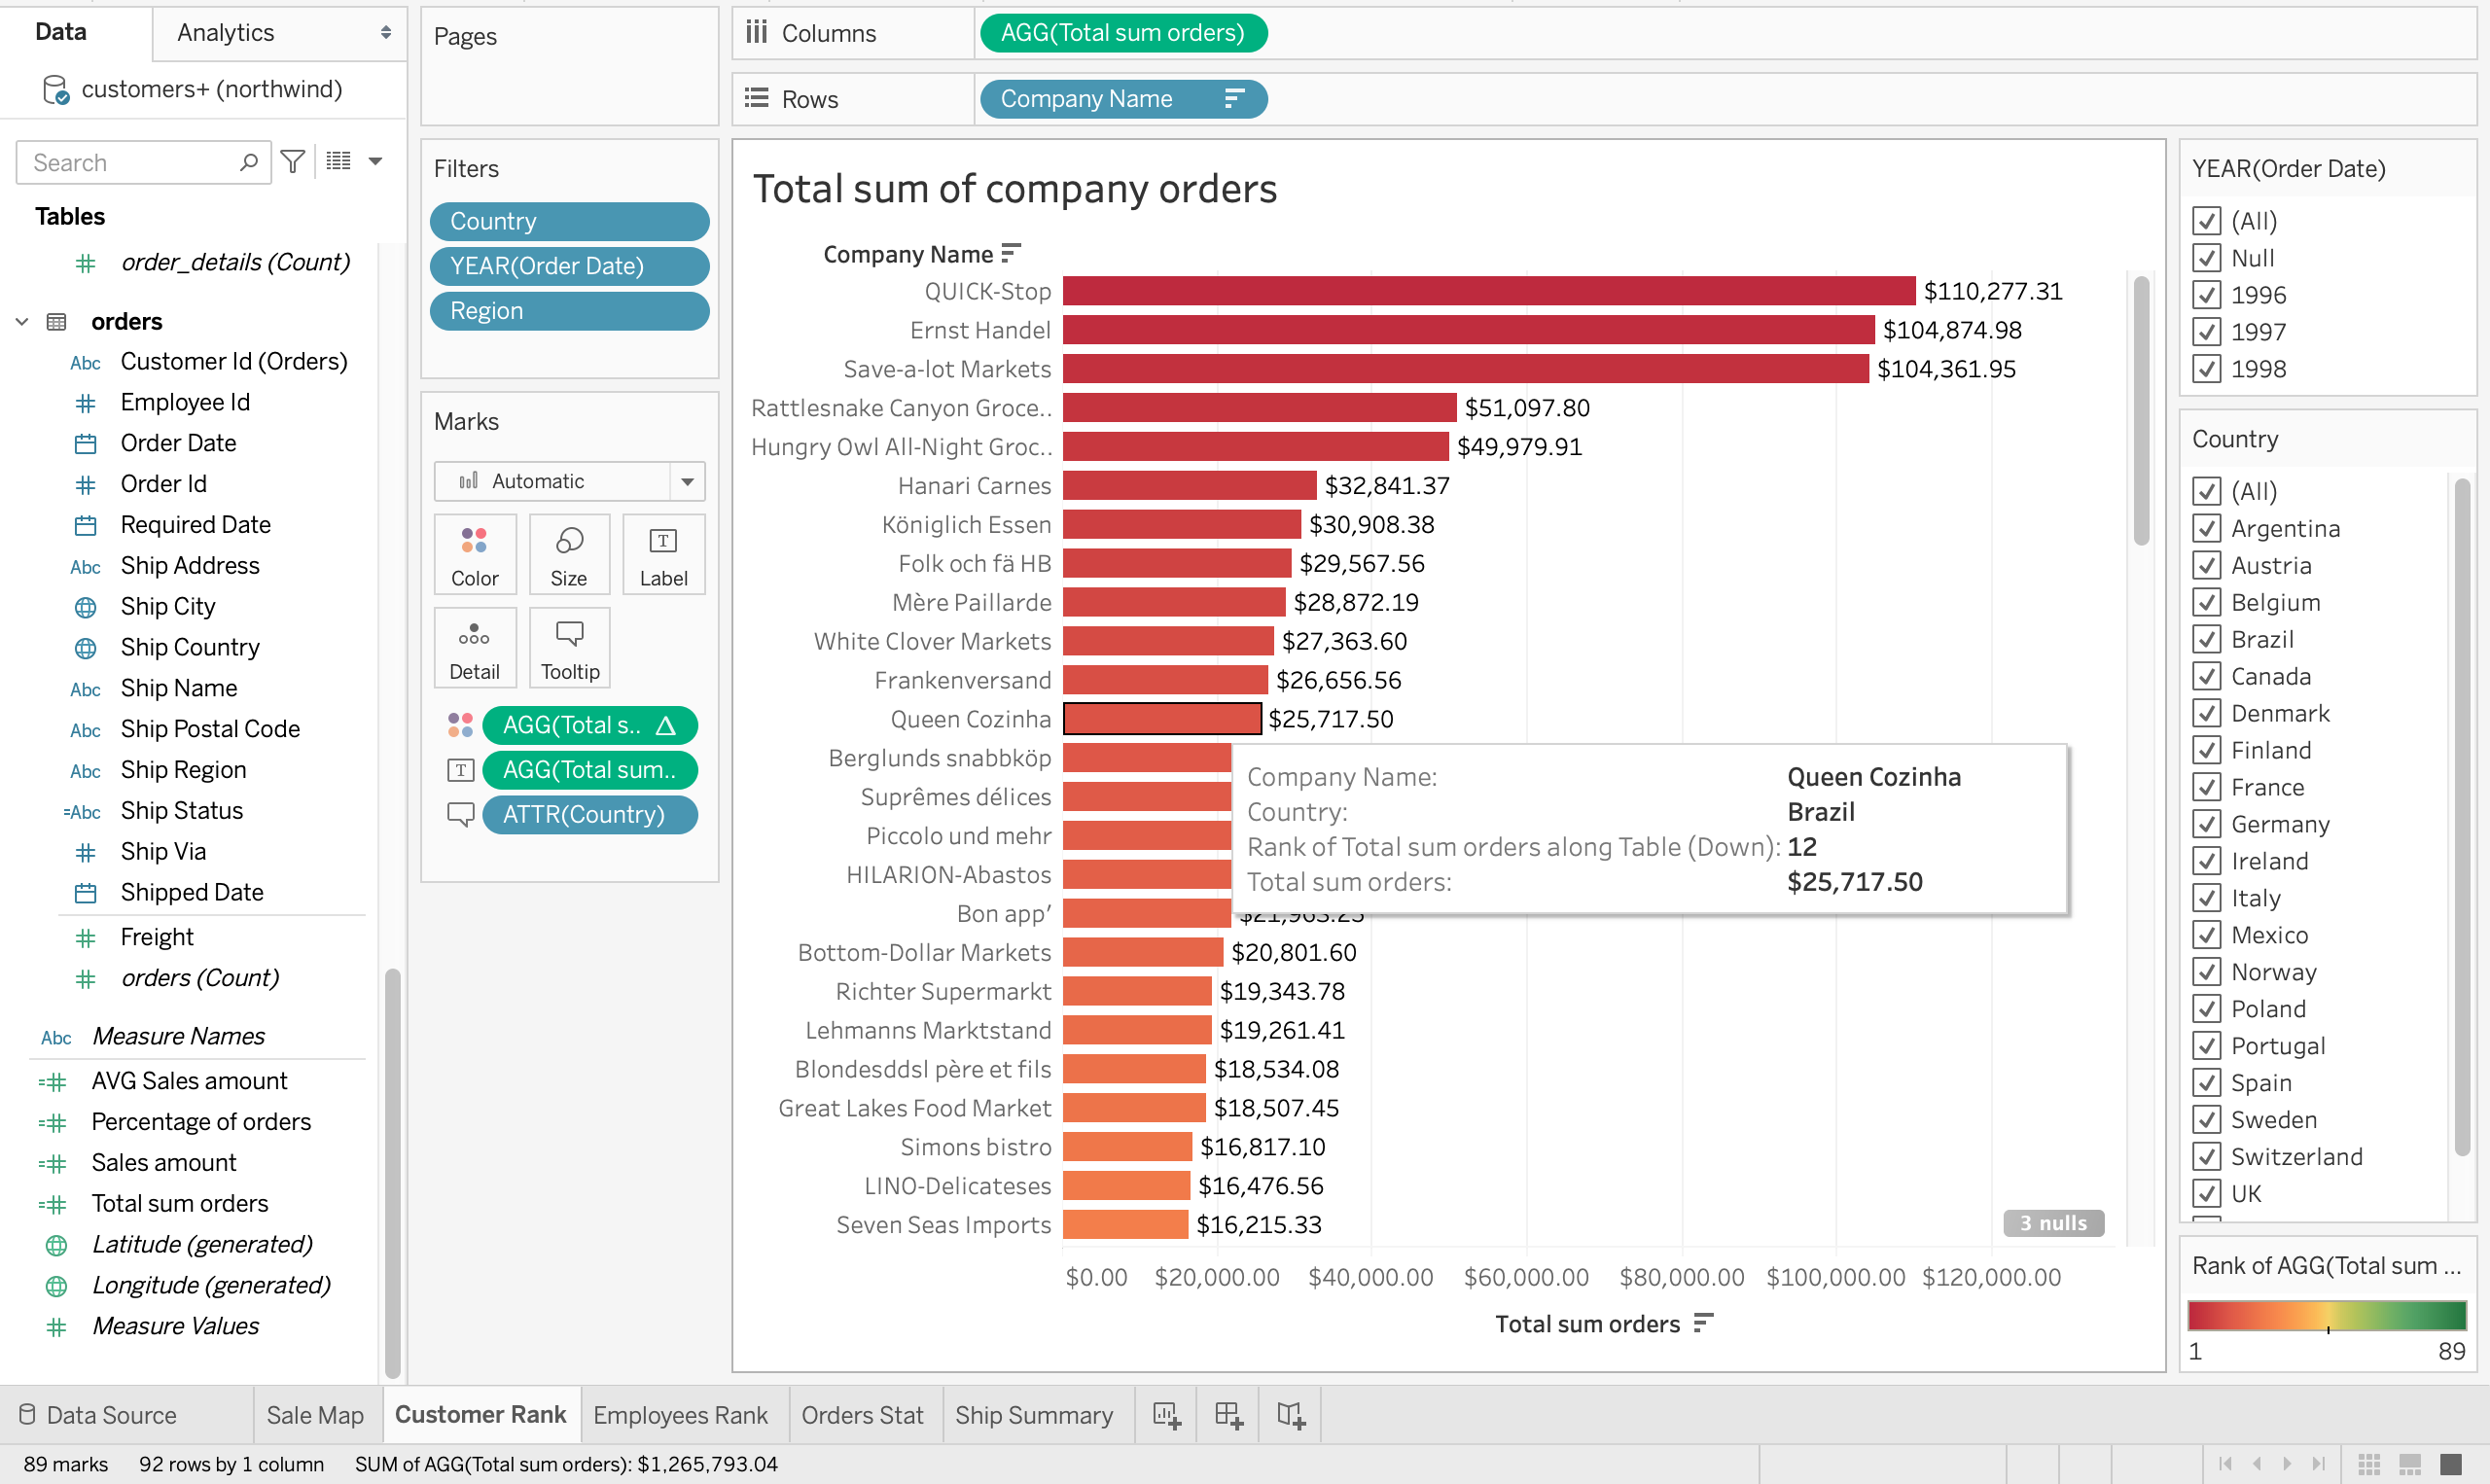 Data
Analytics
customers+ (northwind)
Search
Tables
order_details (Count)
orders
Abc Customer Id (Orders)
Employee Id
Order Date
Order Id
Required Date
Abc Ship Address
Ship City
Ship Country
Abc Ship Name
Abc Ship Postal Code
Abc Ship Region
=Abc Ship Status
Ship Via
Shipped Date
Freight
orders (Count)
Abc Measure Names
AVG Sales amount
Percentage of orders
Sales amount
Total sum orders
Latitude (generated)
Longitude (generated)
Measure Values
Pages
Filters
Country
YEAR(Order Date)
Region
Marks
Automatic
Color
Size
Label
Detail
Tooltip
AGG(Total s..
AGG(Total sum..
ATTR(Country)
Columns
AGG(Total sum orders)
Rows
Company Name
Total sum of company orders
Company Name
QUICK-Stop $110,277.31
Ernst Handel $104,874.98
Save-a-lot Markets $104,361.95
Rattlesnake Canyon Groce.. $51,097.80
Hungry Owl All-Night Groc.. $49,979.91
Hanari Carnes $32,841.37
Königlich Essen $30,908.38
Folk och fä HB $29,567.56
Mère Paillarde $28,872.19
White Clover Markets $27,363.60
Frankenversand $26,656.56
Queen Cozinha $25,717.50
Berglunds snabbköp
Suprêmes délices
Piccolo und mehr
HILARION-Abastos
Bon app’
Bottom-Dollar Markets $20,801.60
Richter Supermarkt $19,343.78
Lehmanns Marktstand $19,261.41
Blondesddsl père et fils $18,534.08
Great Lakes Food Market $18,507.45
Simons bistro $16,817.10
LINO-Delicateses $16,476.56
Seven Seas Imports $16,215.33
Company Name: Queen Cozinha
Country: Brazil
Rank of Total sum orders along Table (Down): 12
Total sum orders: $25,717.50
3 nulls
$0.00 $20,000.00 $40,000.00 $60,000.00 $80,000.00 $100,000.00 $120,000.00
Total sum orders
YEAR(Order Date)
(All)
Null
1996
1997
1998
Country
(All)
Argentina
Austria
Belgium
Brazil
Canada
Denmark
Finland
France
Germany
Ireland
Italy
Mexico
Norway
Poland
Portugal
Spain
Sweden
Switzerland
UK
Rank of AGG(Total sum ...
1 89
Data Source
Sale Map
Customer Rank
Employees Rank
Orders Stat
Ship Summary
89 marks
92 rows by 1 column
SUM of AGG(Total sum orders): $1,265,793.04